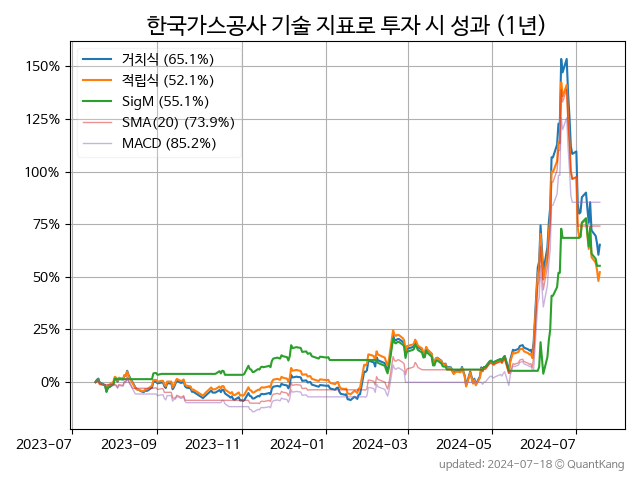 한국가스공사 기술 지표로 투자 시 성과 (1년)
거치식 (65.1%)
적립식 (52.1%)
SigM (55.1%)
SMA(20) (73.9%)
MACD (85.2%)
150%
125%
100%
75%
50%
25%
0%
2023-07 2023-09 2023-11 2024-01 2024-03 2024-05 2024-07
updated: 2024-07-18 © QuantKang